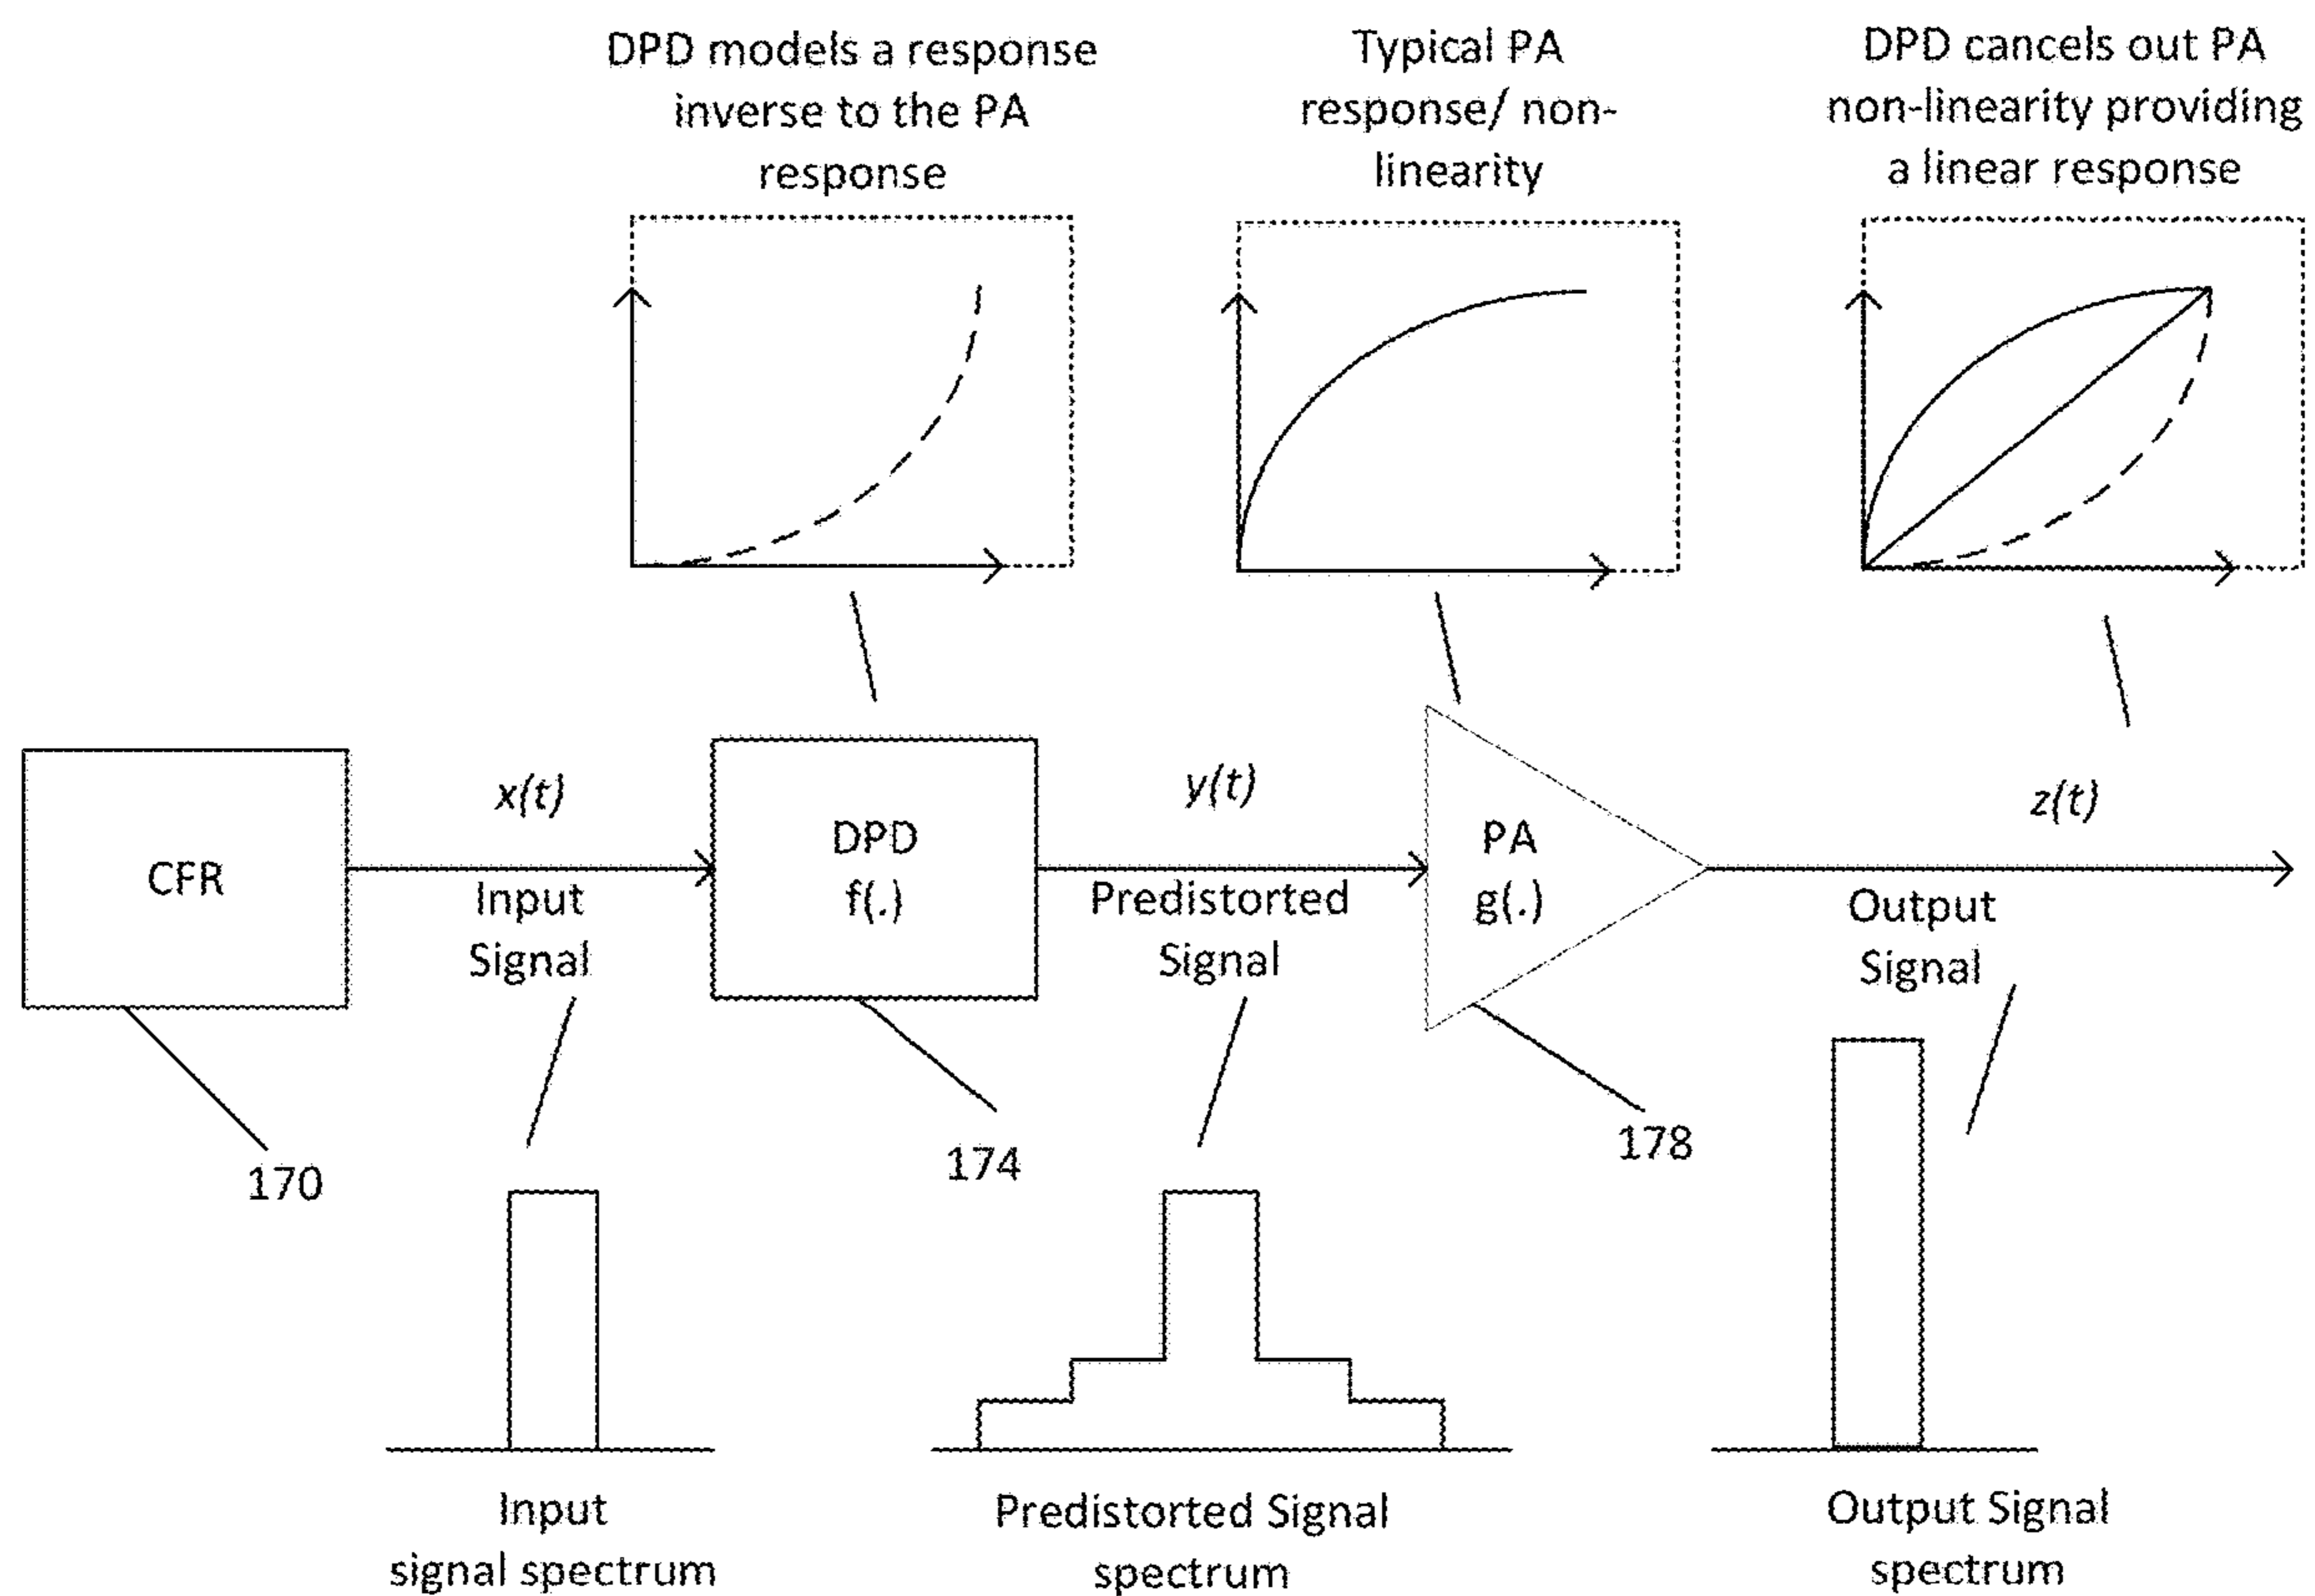 DPD models a response
inverse to the PA
response
Typical PA
response/ non-
linearity
DPD cancels out PA
non-linearity providing
a linear response
CFR
x(t)
Input
Signal
DPD
f(.)
y(t)
Predistorted
Signal
PA
g(.)
z(t)
Output
Signal
170
174
178
Input
signal spectrum
Predistorted Signal
spectrum
Output Signal
spectrum